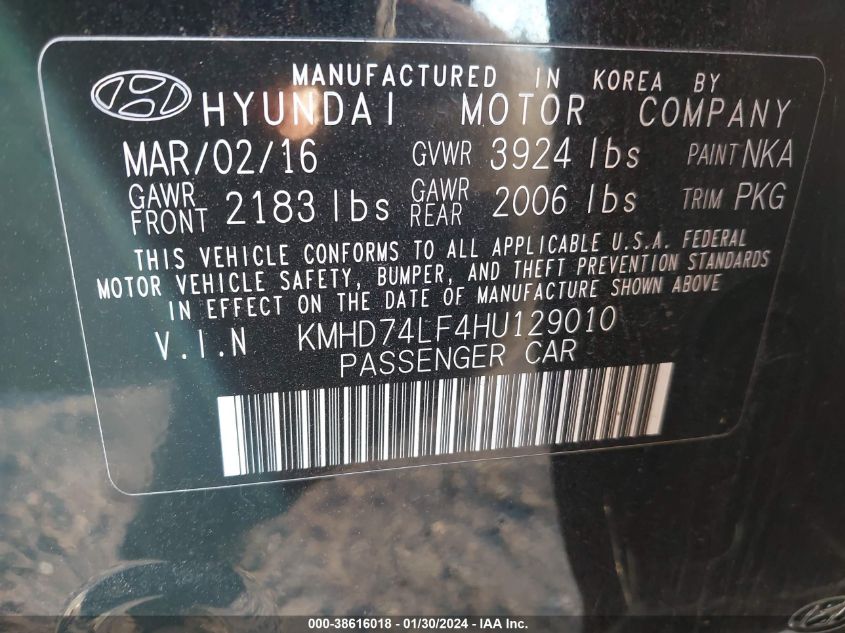 MANUFACTURED IN KOREA BY
HYUNDAI MOTOR COMPANY
MAR/02/16 GVWR 3924 lbs PAINT NKA
GAWR FRONT 2183 lbs GAWR REAR 2006 lbs TRIM PKG
THIS VEHICLE CONFORMS TO ALL APPLICABLE U.S.A. FEDERAL
MOTOR VEHICLE SAFETY, BUMPER, AND THEFT PREVENTION STANDARDS
IN EFFECT ON THE DATE OF MANUFACTURE SHOWN ABOVE
V.I.N KMHD74LF4HU129010
PASSENGER CAR
000-38616018 - 01/30/2024 - IAA Inc.